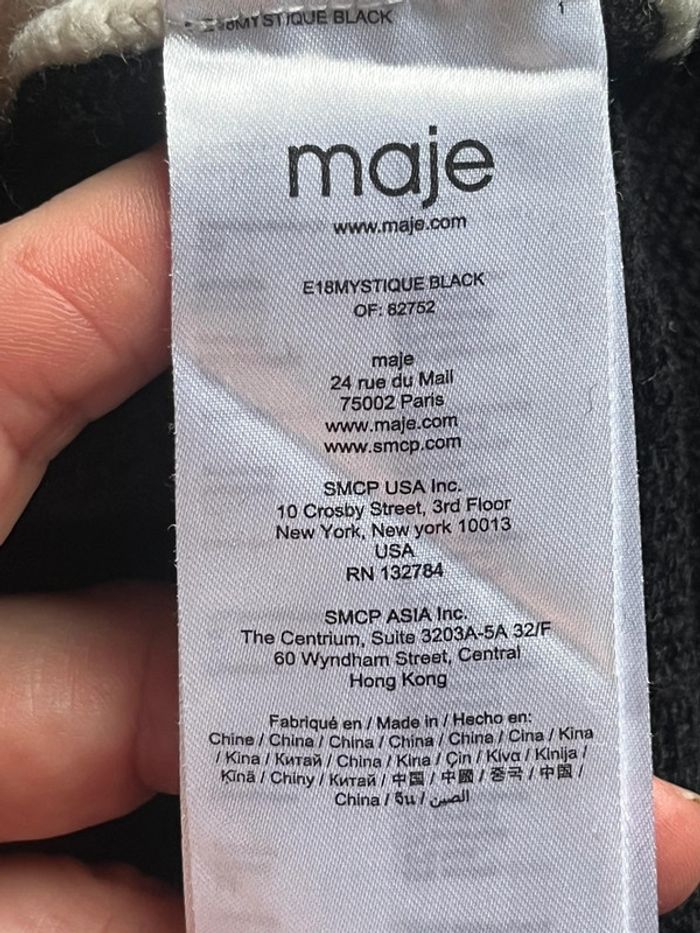 E18MYSTIQUE BLACK
1
maje
www.maje.com
E18MYSTIQUE BLACK
OF: 82752
maje
24 rue du Mail
75002 Paris
www.maje.com
www.smcp.com
SMCP USA Inc.
10 Crosby Street, 3rd Floor
New York, New york 10013
USA
RN 132784
SMCP ASIA Inc.
The Centrium, Suite 3203A-5A 32/F
60 Wyndham Street, Central
Hong Kong
Fabriqué en / Made in / Hecho en:
Chine / China / China / China / China / Cina / Kina
/ Kina / Китай / China / Kina / Çin / Κίνα / Kinija /
Ķīnā / Chiny / Китай / 中国 / 中國 / 중국 / 中国 /
China / จีน / الصين